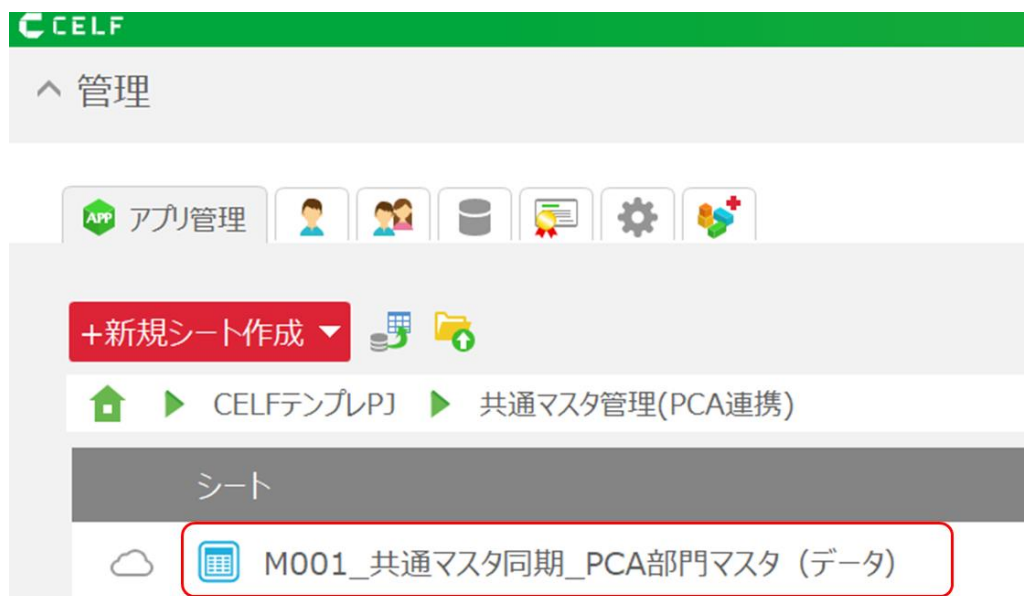 CELF
管理
APP アプリ管理
+新規シート作成
CELFテンプレPJ 共通マスタ管理(PCA連携)
シート
M001_共通マスタ同期_PCA部門マスタ（データ）